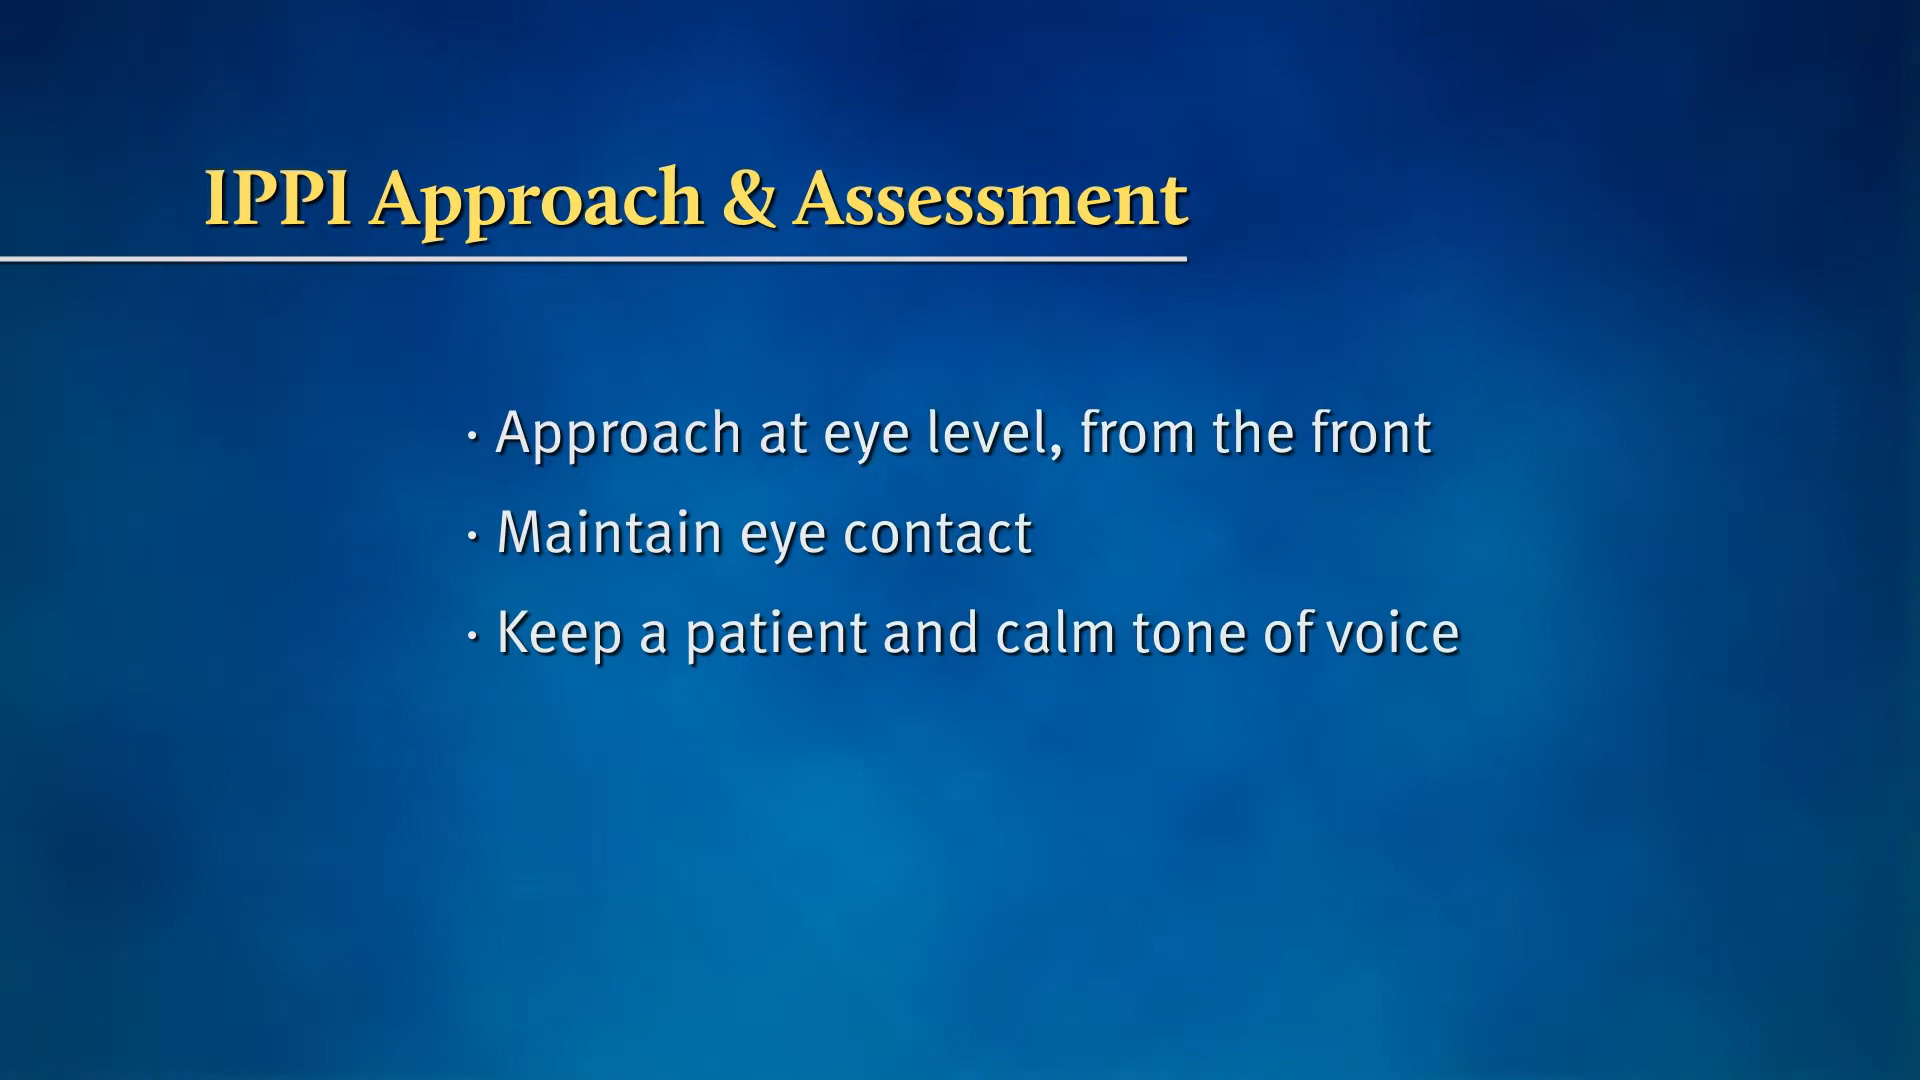 IPPI Approach & Assessment
· Approach at eye level, from the front
· Maintain eye contact
· Keep a patient and calm tone of voice